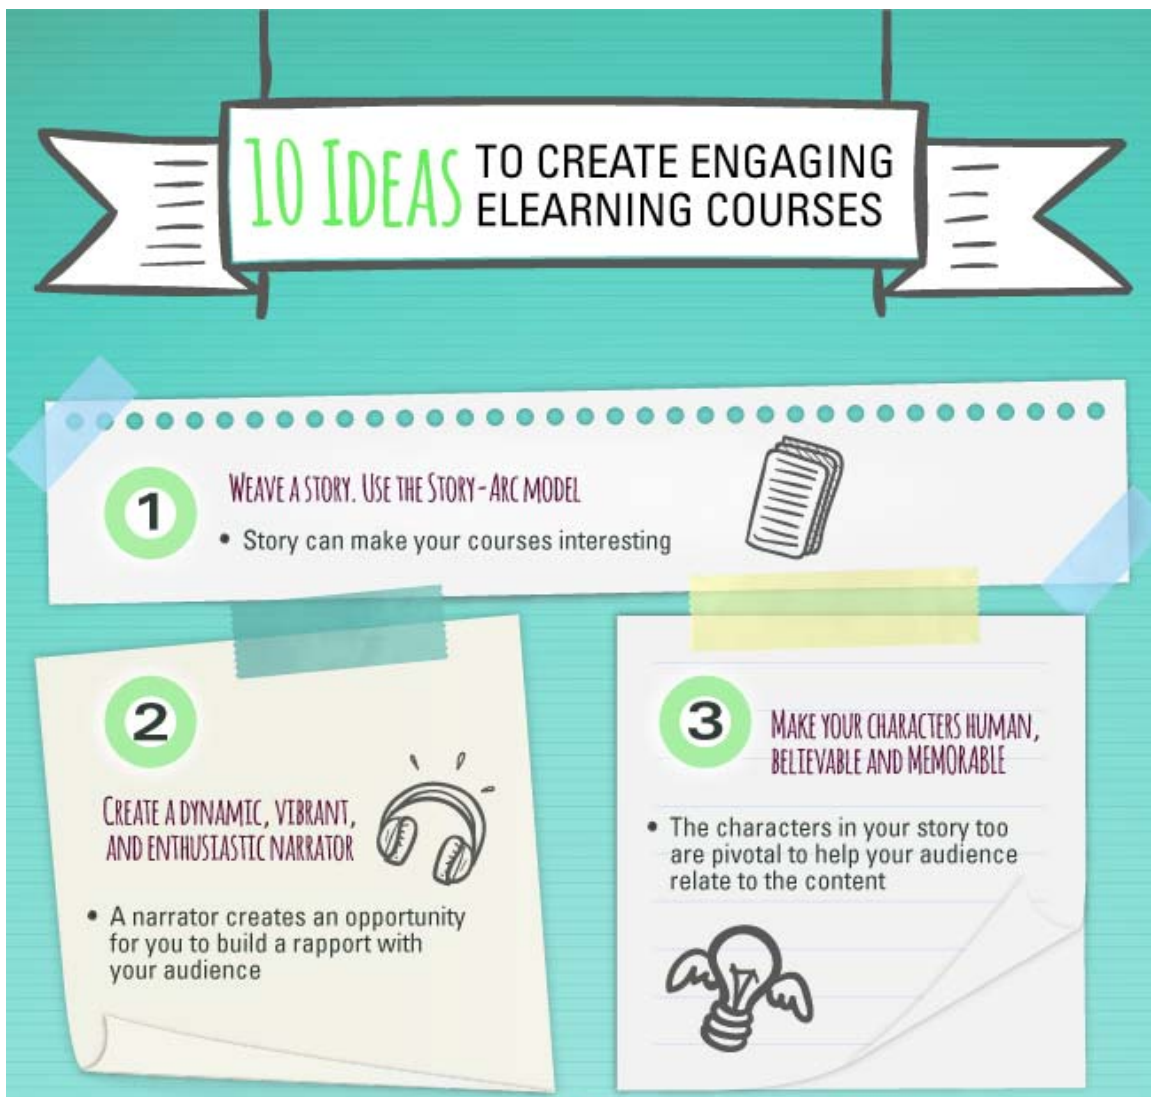 10 IDEAS TO CREATE ENGAGING
ELEARNING COURSES
1
WEAVE A STORY. USE THE STORY-ARC MODEL
• Story can make your courses interesting
2
CREATE A DYNAMIC, VIBRANT,
AND ENTHUSIASTIC NARRATOR
• A narrator creates an opportunity
for you to build a rapport with
your audience
3
MAKE YOUR CHARACTERS HUMAN,
BELIEVABLE AND MEMORABLE
• The characters in your story too
are pivotal to help your audience
relate to the content